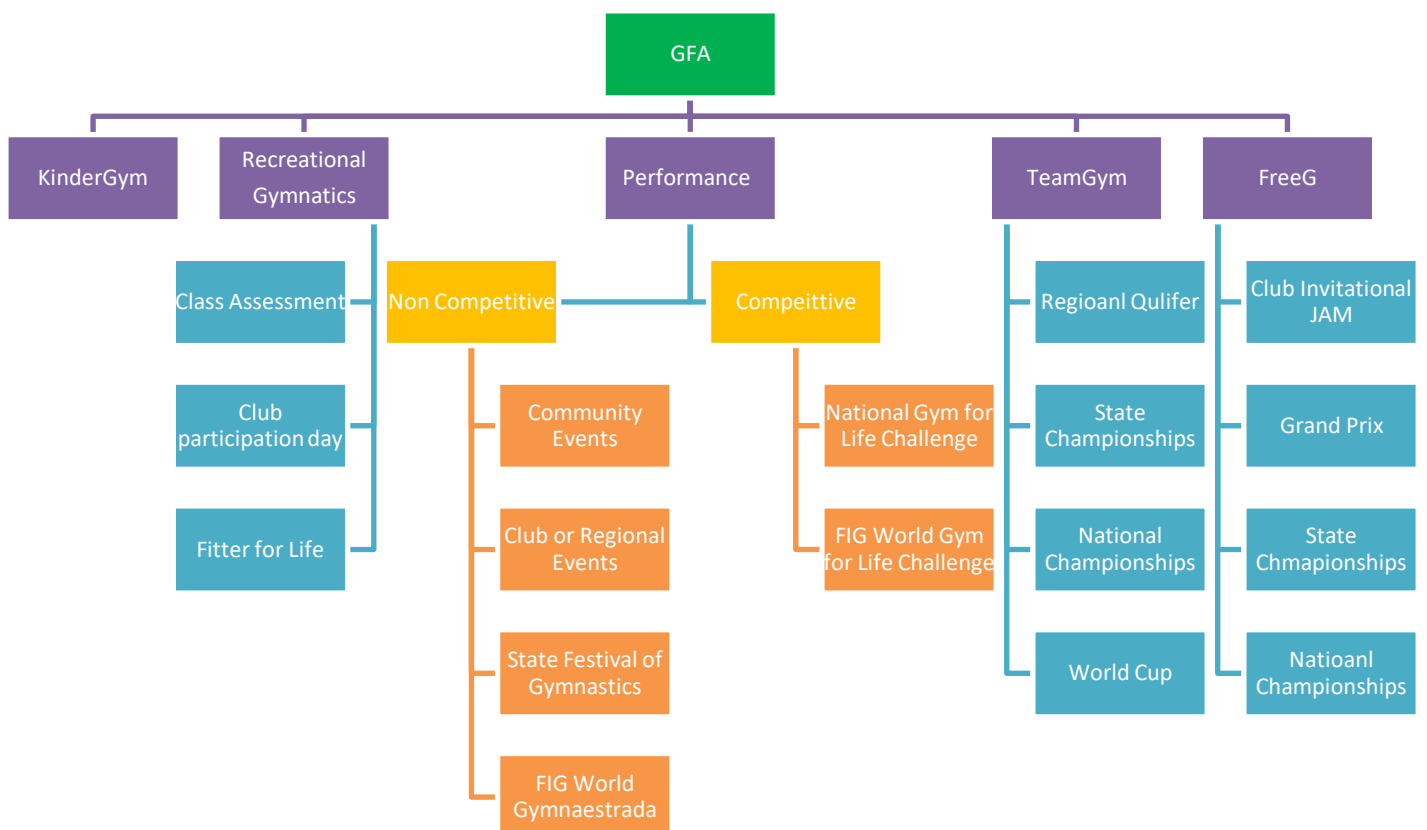 GFA
KinderGym
Recreational
Gymnatics
Performance
TeamGym
FreeG
Class Assessment
Non Competitive
Compeittive
Regioanl Qulifer
Club Invitational
JAM
Club
participation day
Community
Events
National Gym for
Life Challenge
State
Championships
Grand Prix
Fitter for Life
Club or Regional
Events
FIG World Gym
for Life Challenge
National
Championships
State
Chmapionships
State Festival of
Gymnastics
World Cup
Natioanl
Championships
FIG World
Gymnaestrada